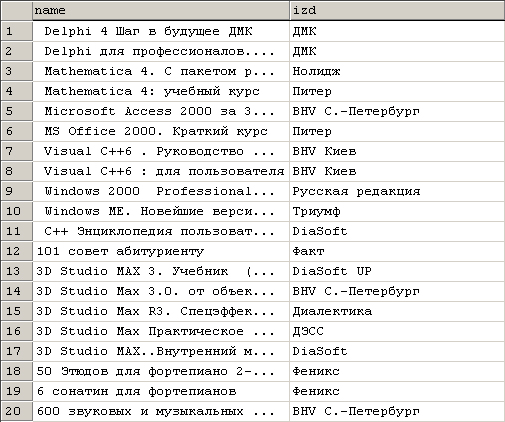 name izd
1 Delphi 4 Шаг в будущее ДМК ДМК
2 Delphi для профессионалов.... ДМК
3 Mathematica 4. С пакетом р... Нолидж
4 Mathematica 4: учебный курс Питер
5 Microsoft Access 2000 за 3... BHV С.-Петербург
6 MS Office 2000. Краткий курс Питер
7 Visual C++6 . Руководство ... BHV Киев
8 Visual C++6 : для пользователя BHV Киев
9 Windows 2000 Professional... Русская редакция
10 Windows ME. Новейшие верси... Триумф
11 C++ Энциклопедия пользоват... DiaSoft
12 101 совет абитуриенту Факт
13 3D Studio MAX 3. Учебник (... DiaSoft UP
14 3D Studio Max 3.0. от объек... BHV С.-Петербург
15 3D Studio Max R3. Спецэффек... Диалектика
16 3D Studio Max Практическое ... ДЭСС
17 3D Studio MAX..Внутренний м... DiaSoft
18 50 Этюдов для фортепиано 2-... Феникс
19 6 сонатин для фортепианов Феникс
20 600 звуковых и музыкальных ... BHV С.-Петербург